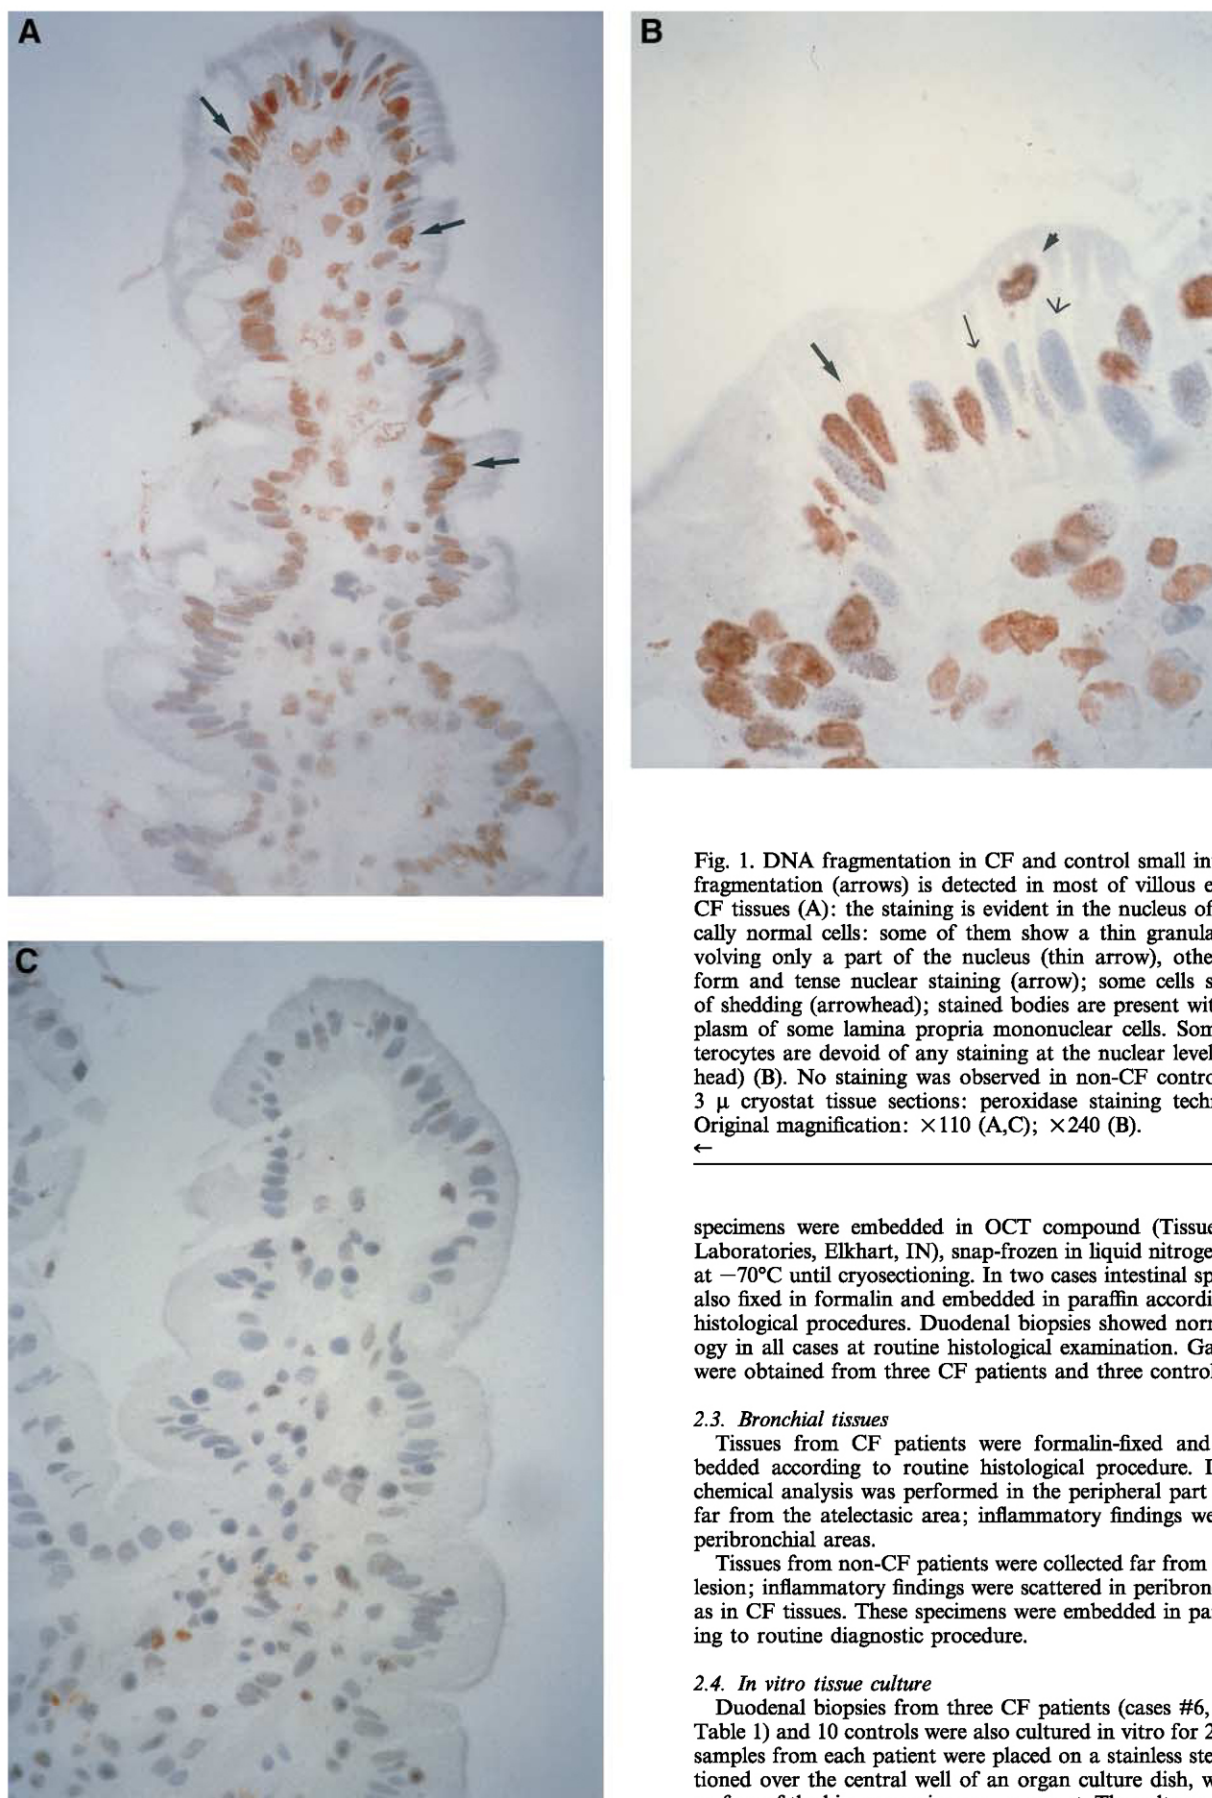 A
B
C
Fig. 1. DNA fragmentation in CF and control small in
fragmentation (arrows) is detected in most of villous e
CF tissues (A): the staining is evident in the nucleus of
cally normal cells: some of them show a thin granula
volving only a part of the nucleus (thin arrow), othe
form and tense nuclear staining (arrow); some cells s
of shedding (arrowhead); stained bodies are present wit
plasm of some lamina propria mononuclear cells. Som
terocytes are devoid of any staining at the nuclear level
head) (B). No staining was observed in non-CF contro
3 μ cryostat tissue sections: peroxidase staining tech
Original magnification: ×110 (A,C); ×240 (B).
←
specimens were embedded in OCT compound (Tissue
Laboratories, Elkhart, IN), snap-frozen in liquid nitroge
at −70°C until cryosectioning. In two cases intestinal sp
also fixed in formalin and embedded in paraffin accordi
histological procedures. Duodenal biopsies showed norr
ogy in all cases at routine histological examination. Ga
were obtained from three CF patients and three control
2.3. Bronchial tissues
Tissues from CF patients were formalin-fixed and
bedded according to routine histological procedure. I
chemical analysis was performed in the peripheral part
far from the atelectasic area; inflammatory findings we
peribronchial areas.
Tissues from non-CF patients were collected far from
lesion; inflammatory findings were scattered in peribron
as in CF tissues. These specimens were embedded in pa
ing to routine diagnostic procedure.
2.4. In vitro tissue culture
Duodenal biopsies from three CF patients (cases #6,
Table 1) and 10 controls were also cultured in vitro for 2
samples from each patient were placed on a stainless ste
tioned over the central well of an organ culture dish, w